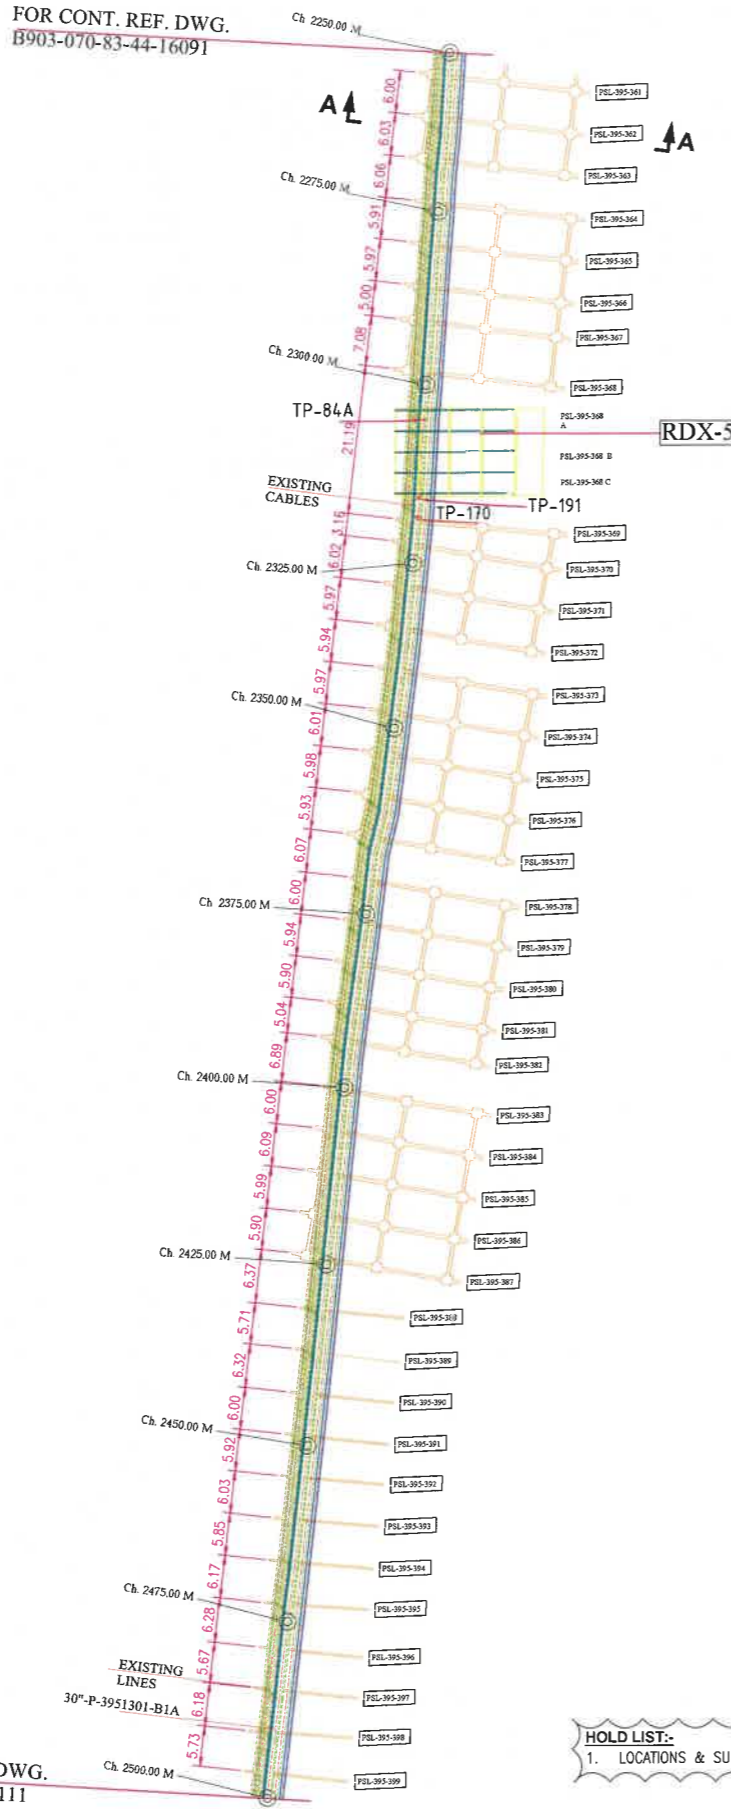 FOR CONT. REF. DWG.
B903-070-83-44-16091
Ch 2250.00 M
A
A
6.00
6.03
6.06
5.91
5.97
5.00
7.08
21.19
3.16
6.02
5.97
5.94
5.97
6.01
5.98
5.93
6.07
6.00
5.94
5.90
5.04
6.89
6.00
6.09
5.99
5.90
6.37
5.71
6.32
6.00
5.92
6.03
5.85
6.17
6.28
5.67
6.18
5.73
Ch. 2275.00 M
Ch. 2300.00 M
TP-84A
EXISTING
CABLES
TP-170
TP-191
RDX-5
Ch. 2325.00 M
Ch. 2350.00 M
Ch 2375.00 M
Ch. 2400.00 M
Ch. 2425.00 M
Ch. 2450.00 M
Ch. 2475.00 M
EXISTING
LINES
30"-P-3951301-B1A
Ch. 2500.00 M
DWG.
111
PSL-395-361
PSL-395-362
PSL-395-363
PSL-395-364
PSL-395-365
PSL-395-366
PSL-395-367
PSL-395-368
PSL-395-368
A
PSL-395-368 B
PSL-395-368 C
PSL-395-369
PSL-395-370
PSL-395-371
PSL-395-372
PSL-395-373
PSL-395-374
PSL-395-375
PSL-395-376
PSL-395-377
PSL-395-378
PSL-395-379
PSL-395-380
PSL-395-381
PSL-395-382
PSL-395-383
PSL-395-384
PSL-395-385
PSL-395-386
PSL-395-387
PSL-395-388
PSL-395-389
PSL-395-390
PSL-395-391
PSL-395-392
PSL-395-393
PSL-395-394
PSL-395-395
PSL-395-396
PSL-395-397
PSL-395-398
PSL-395-399
HOLD LIST:-
1. LOCATIONS & SU